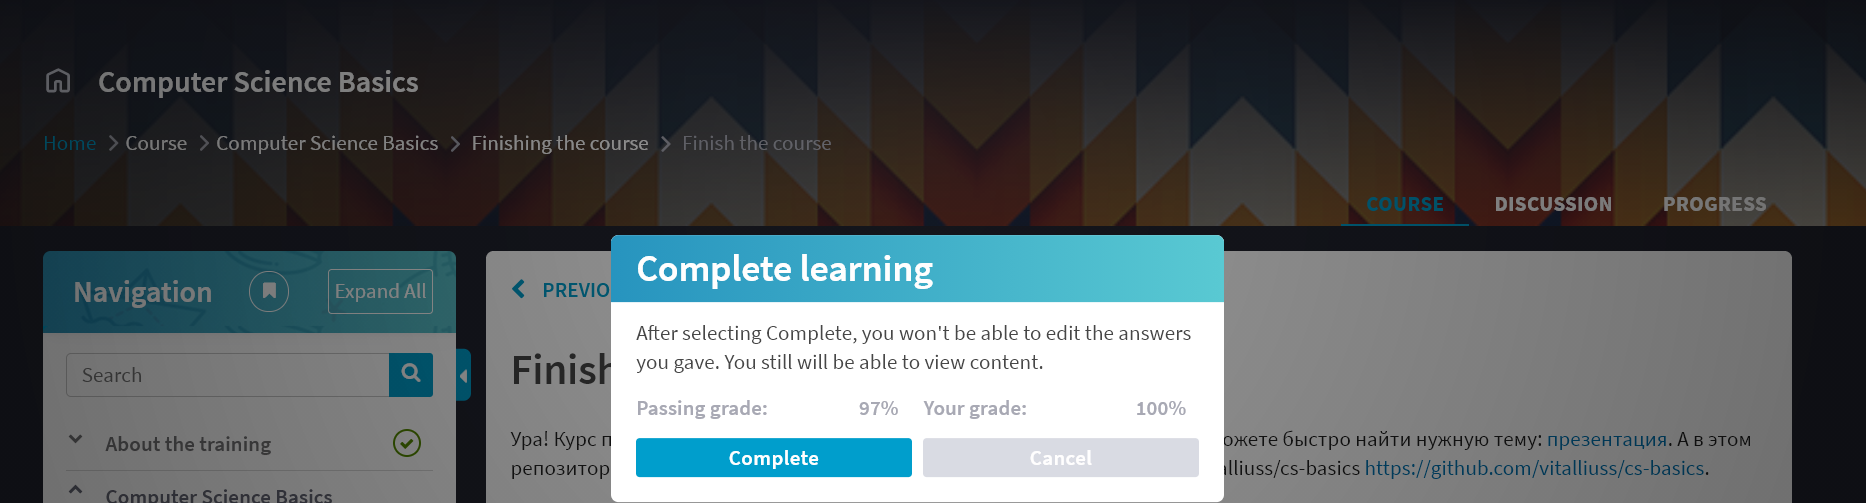 Computer Science Basics
Home > Course > Computer Science Basics > Finishing the course > Finish the course
COURSE DISCUSSION PROGRESS
Navigation
Expand All
Search
About the training
Computer Science Basics
PREVIO
Finish
Complete learning
After selecting Complete, you won't be able to edit the answers
you gave. You still will be able to view content.
Passing grade: 97% Your grade: 100%
Complete Cancel
Ура! Курс п ожете быстро найти нужную тему: презентация. А в этом
репозитор alliuss/cs-basics https://github.com/vitalliuss/cs-basics.